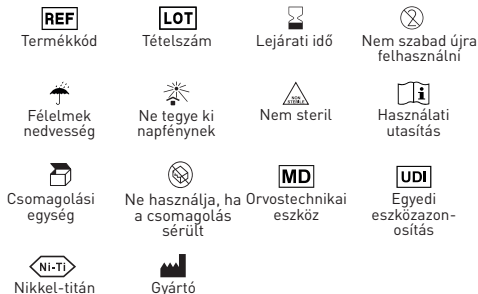 REF
LOT
Termékkód
Tételszám
Lejárati idő
Nem szabad újra
felhasználni
NON
STERILE
i
Félelmek
nedvesség
Ne tegye ki
napfénynek
Nem steril
Használati
utasítás
MD
UDI
Csomagolási
egység
Ne használja, ha
a csomagolás
sérült
Orvostechnikai
eszköz
Egyedi
eszközazon-
osítás
Ni-Ti
Nikkel-titán
Gyártó